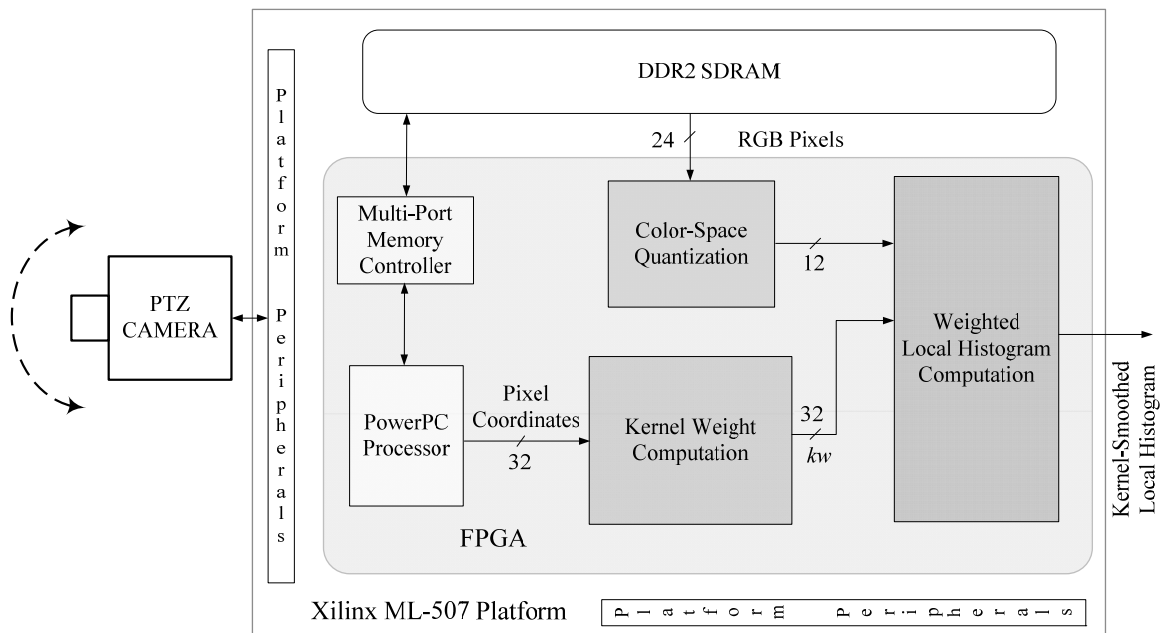 DDR2 SDRAM
24
RGB Pixels
Platform Peripherals
Multi-Port
Memory
Controller
Color-Space
Quantization
12
PTZ
CAMERA
Weighted
Local Histogram
Computation
PowerPC
Processor
Pixel
Coordinates
32
Kernel Weight
Computation
32
kw
Kernel-Smoothed
Local Histogram
FPGA
Xilinx ML-507 Platform
Platform Peripherals